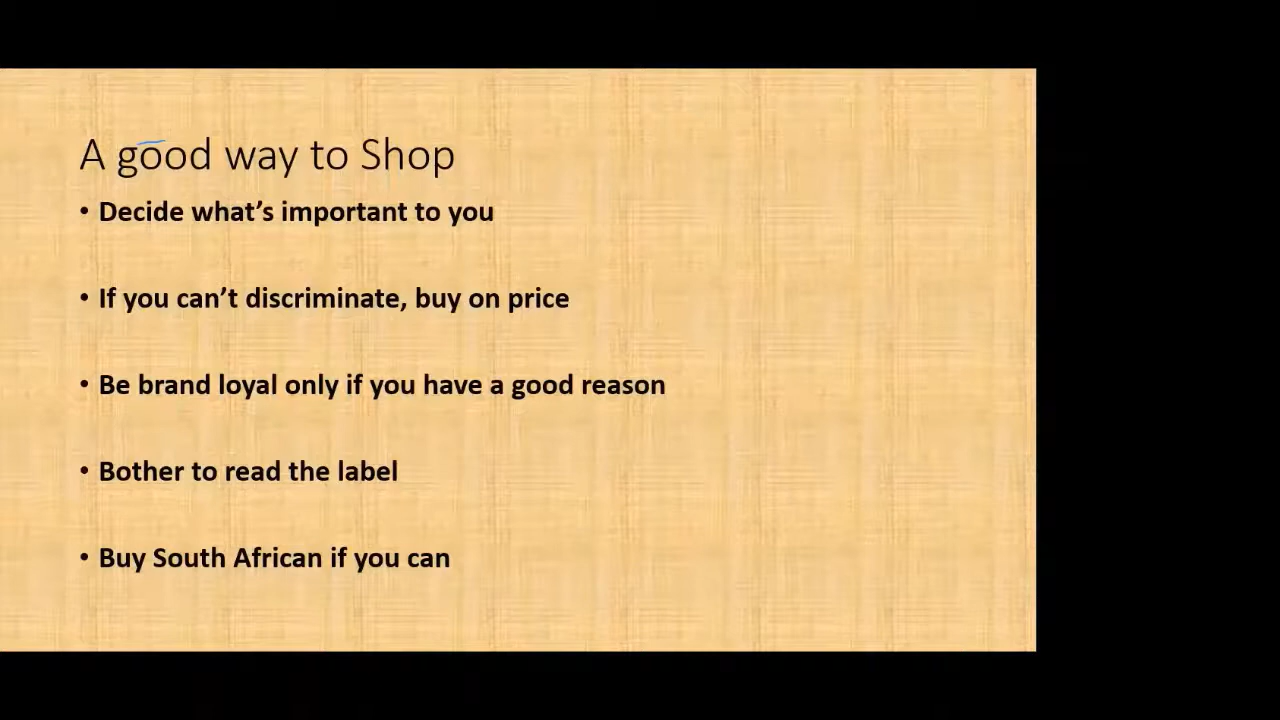 A good way to Shop
• Decide what’s important to you
• If you can’t discriminate, buy on price
• Be brand loyal only if you have a good reason
• Bother to read the label
• Buy South African if you can